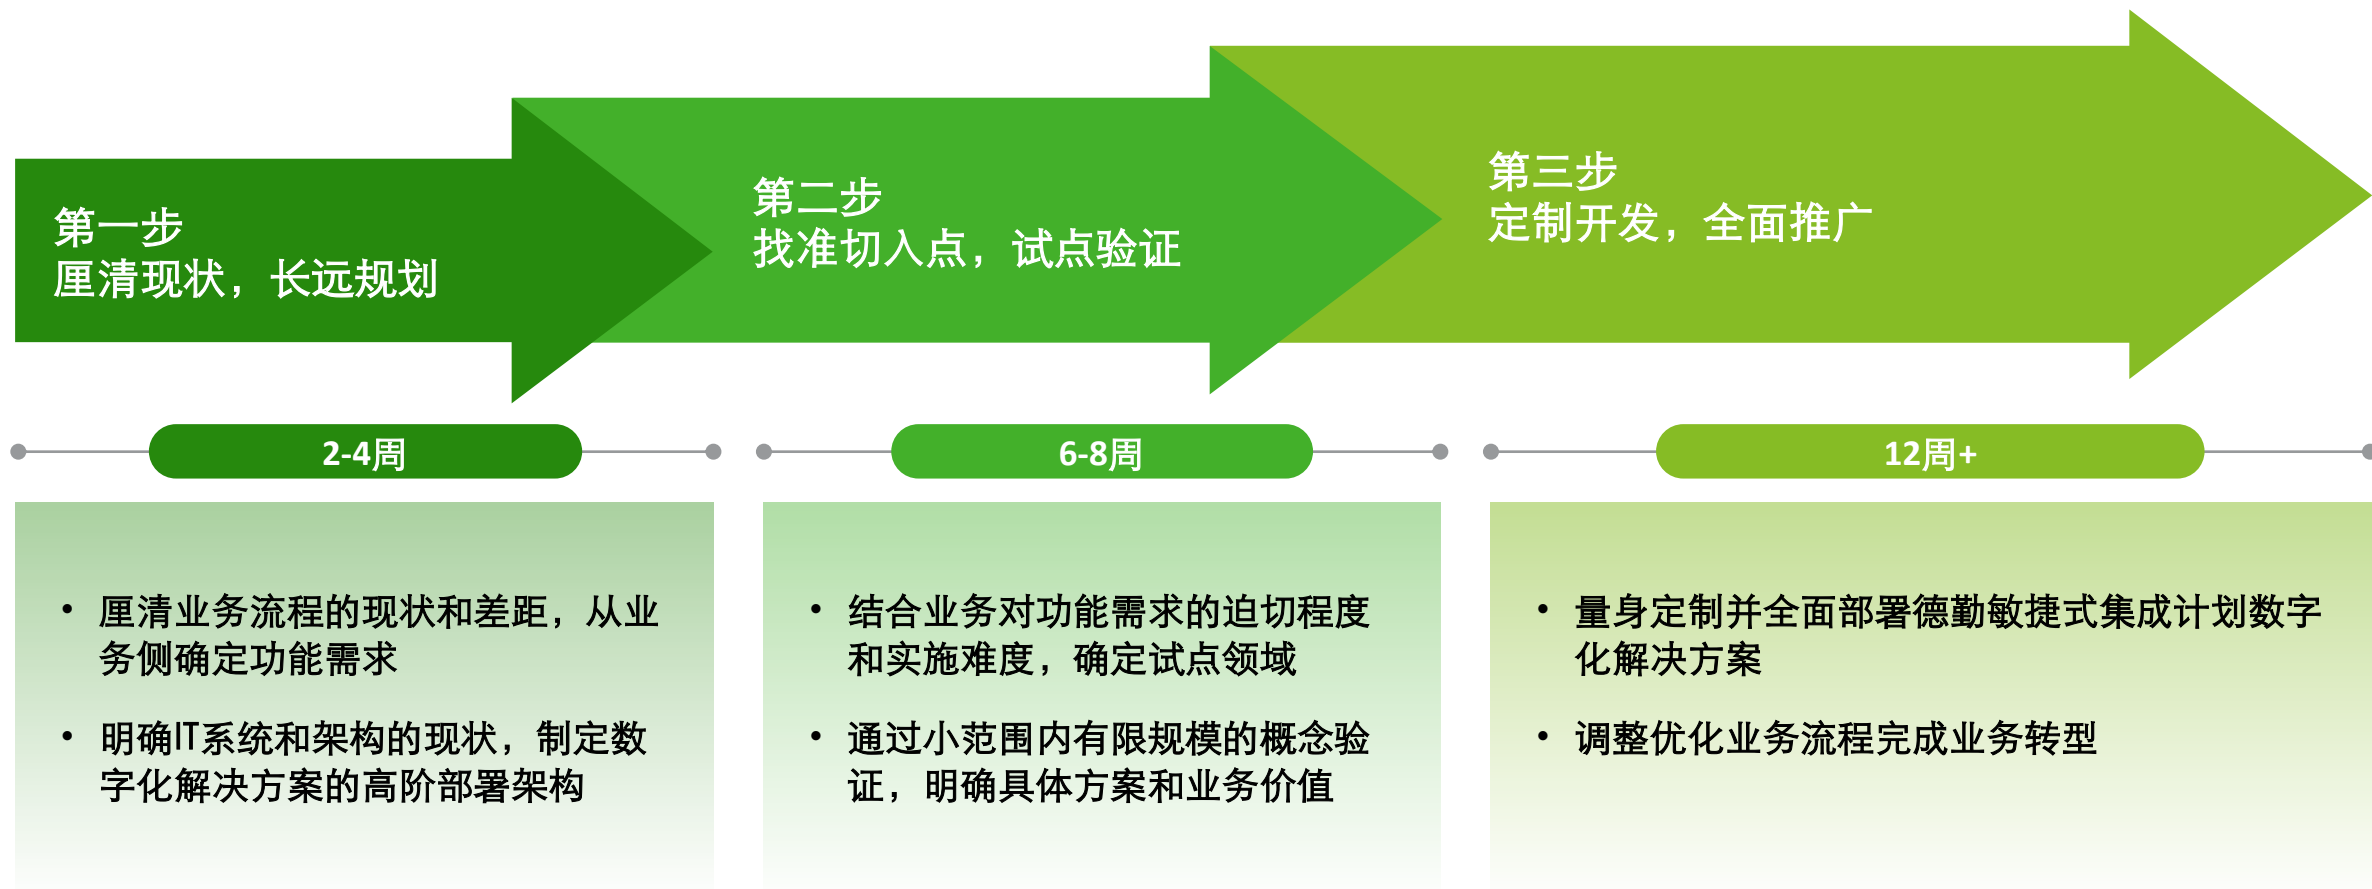 第一步
厘清现状，长远规划
第二步
找准切入点，试点验证
第三步
定制开发，全面推广
2-4周
6-8周
12周+
• 厘清业务流程的现状和差距，从业
务侧确定功能需求
• 明确IT系统和架构的现状，制定数
字化解决方案的高阶部署架构
• 结合业务对功能需求的迫切程度
和实施难度，确定试点领域
• 通过小范围内有限规模的概念验
证，明确具体方案和业务价值
• 量身定制并全面部署德勤敏捷式集成计划数字
化解决方案
• 调整优化业务流程完成业务转型